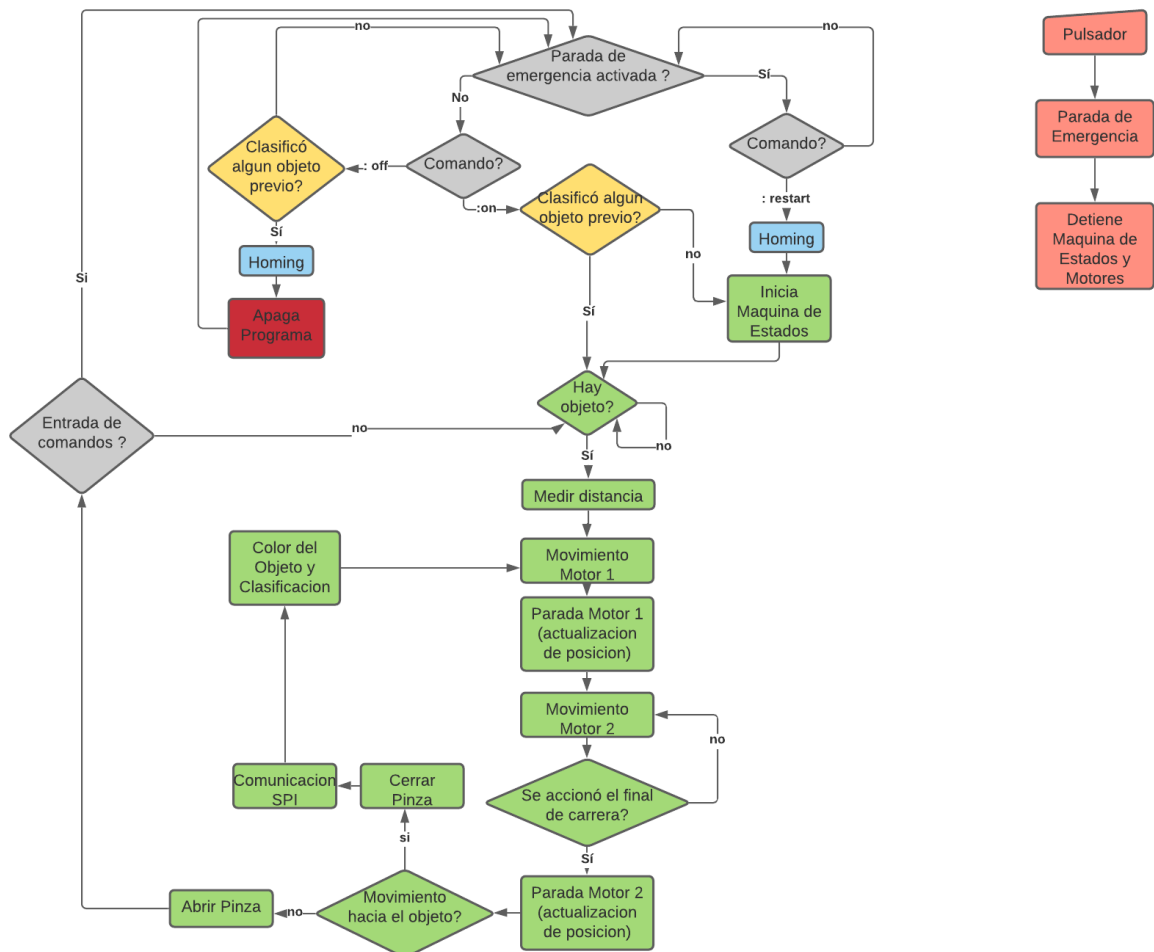 no
no
Parada de
emergencia activada ?
No
Sí
Pulsador
Clasificó
algun objeto
previo?
: off
Comando?
:on
Clasificó algun
objeto previo?
Comando?
: restart
Parada de
Emergencia
Sí
Homing
no
Homing
Detiene
Maquina de
Estados y
Motores
Si
Apaga
Programa
Sí
Inicia
Maquina de
Estados
Entrada de
comandos ?
no
Hay
objeto?
no
Sí
Medir distancia
Color del
Objeto y
Clasificacion
Movimiento
Motor 1
Parada Motor 1
(actualizacion
de posicion)
Movimiento
Motor 2
no
Comunicacion
SPI
Cerrar
Pinza
Se accionó el final
de carrera?
si
Sí
Abrir Pinza
no
Movimiento
hacia el objeto?
Parada Motor 2
(actualizacion
de posicion)